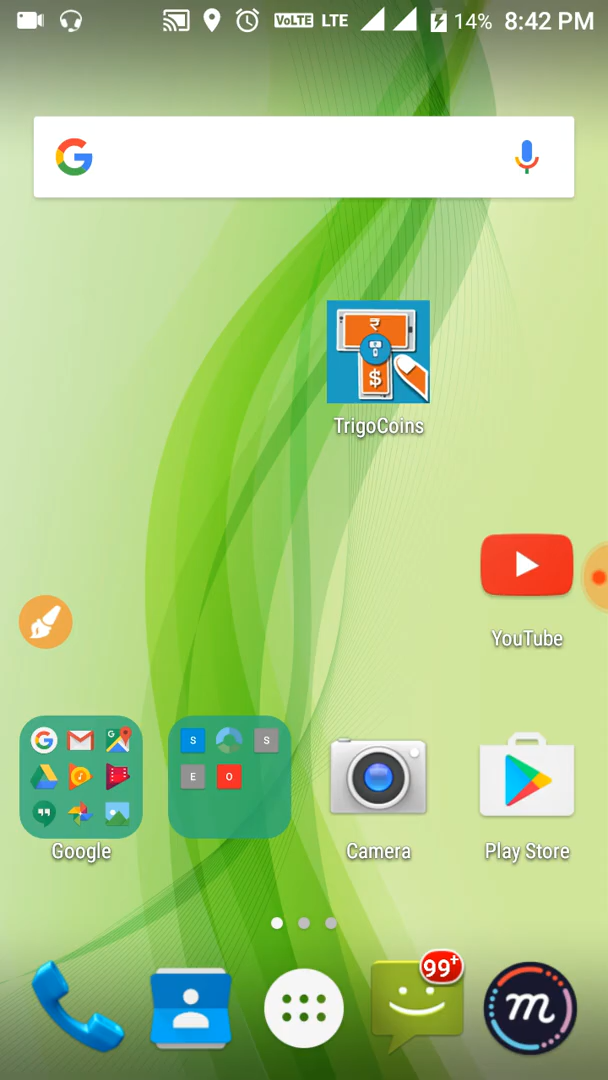 VoLTE LTE 14% 8:42 PM
G
₹
$
TrigoCoins
YouTube
G
S S
E O
Google
Camera
Play Store
99+
m